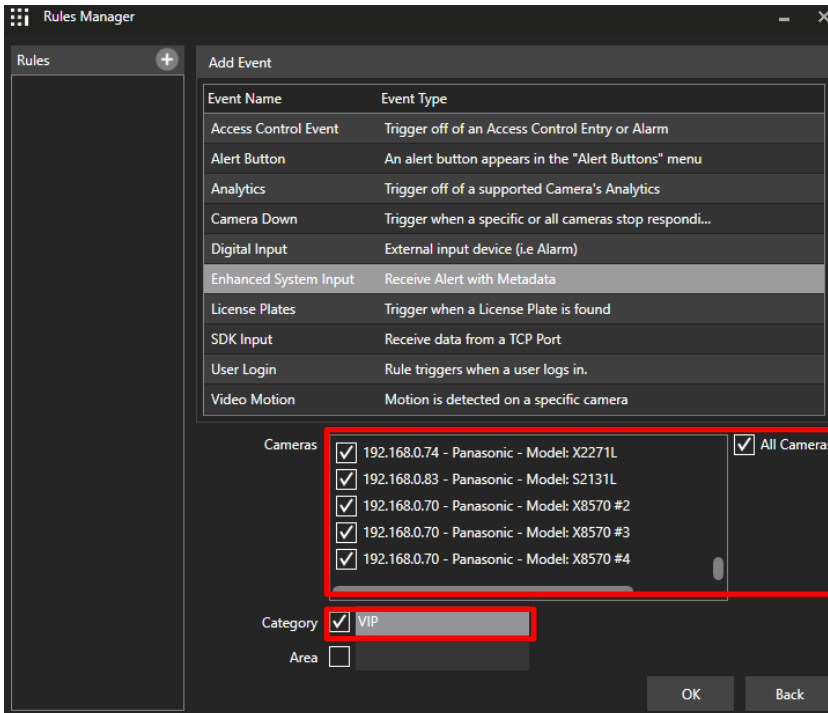 Rules Manager
Rules
Add Event
Event Name Event Type
Access Control Event Trigger off of an Access Control Entry or Alarm
Alert Button An alert button appears in the "Alert Buttons" menu
Analytics Trigger off of a supported Camera's Analytics
Camera Down Trigger when a specific or all cameras stop respondi...
Digital Input External input device (i.e Alarm)
Enhanced System Input Receive Alert with Metadata
License Plates Trigger when a License Plate is found
SDK Input Receive data from a TCP Port
User Login Rule triggers when a user logs in.
Video Motion Motion is detected on a specific camera
Cameras
192.168.0.74 - Panasonic - Model: X2271L
All Cameras
192.168.0.83 - Panasonic - Model: S2131L
192.168.0.70 - Panasonic - Model: X8570 #2
192.168.0.70 - Panasonic - Model: X8570 #3
192.168.0.70 - Panasonic - Model: X8570 #4
Category VIP
Area
OK Back